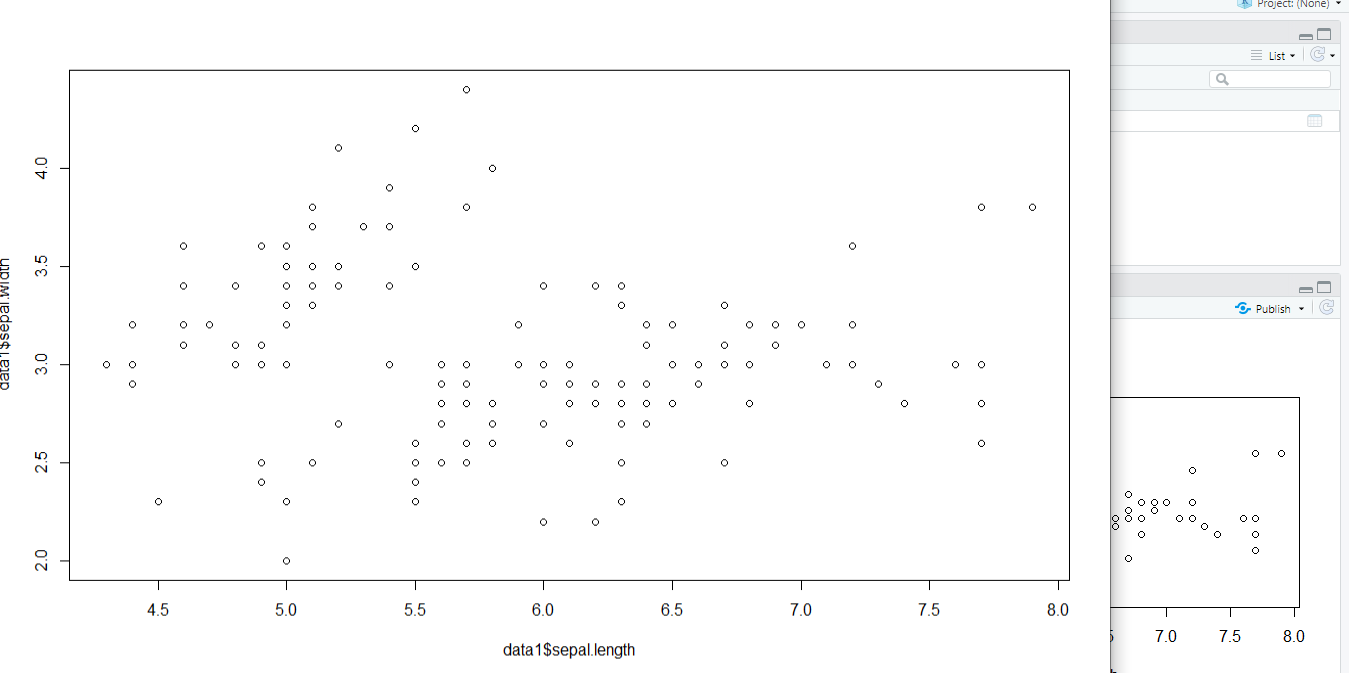 Project: (None)
List
Publish
data1$sepal.width
4.0
3.5
3.0
2.5
2.0
4.5 5.0 5.5 6.0 6.5 7.0 7.5 8.0
data1$sepal.length
7.0 7.5 8.0